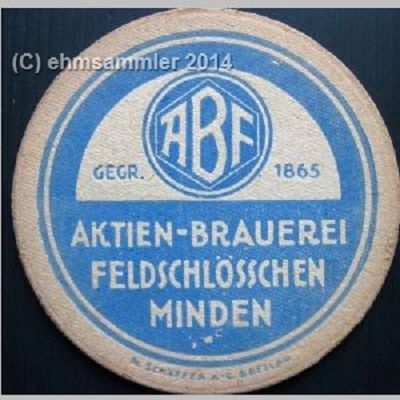 (C) ehmsammler 2014
ABF
GEGR. 1865
AKTIEN-BRAUEREI
FELDSCHLÖSSCHEN
MINDEN